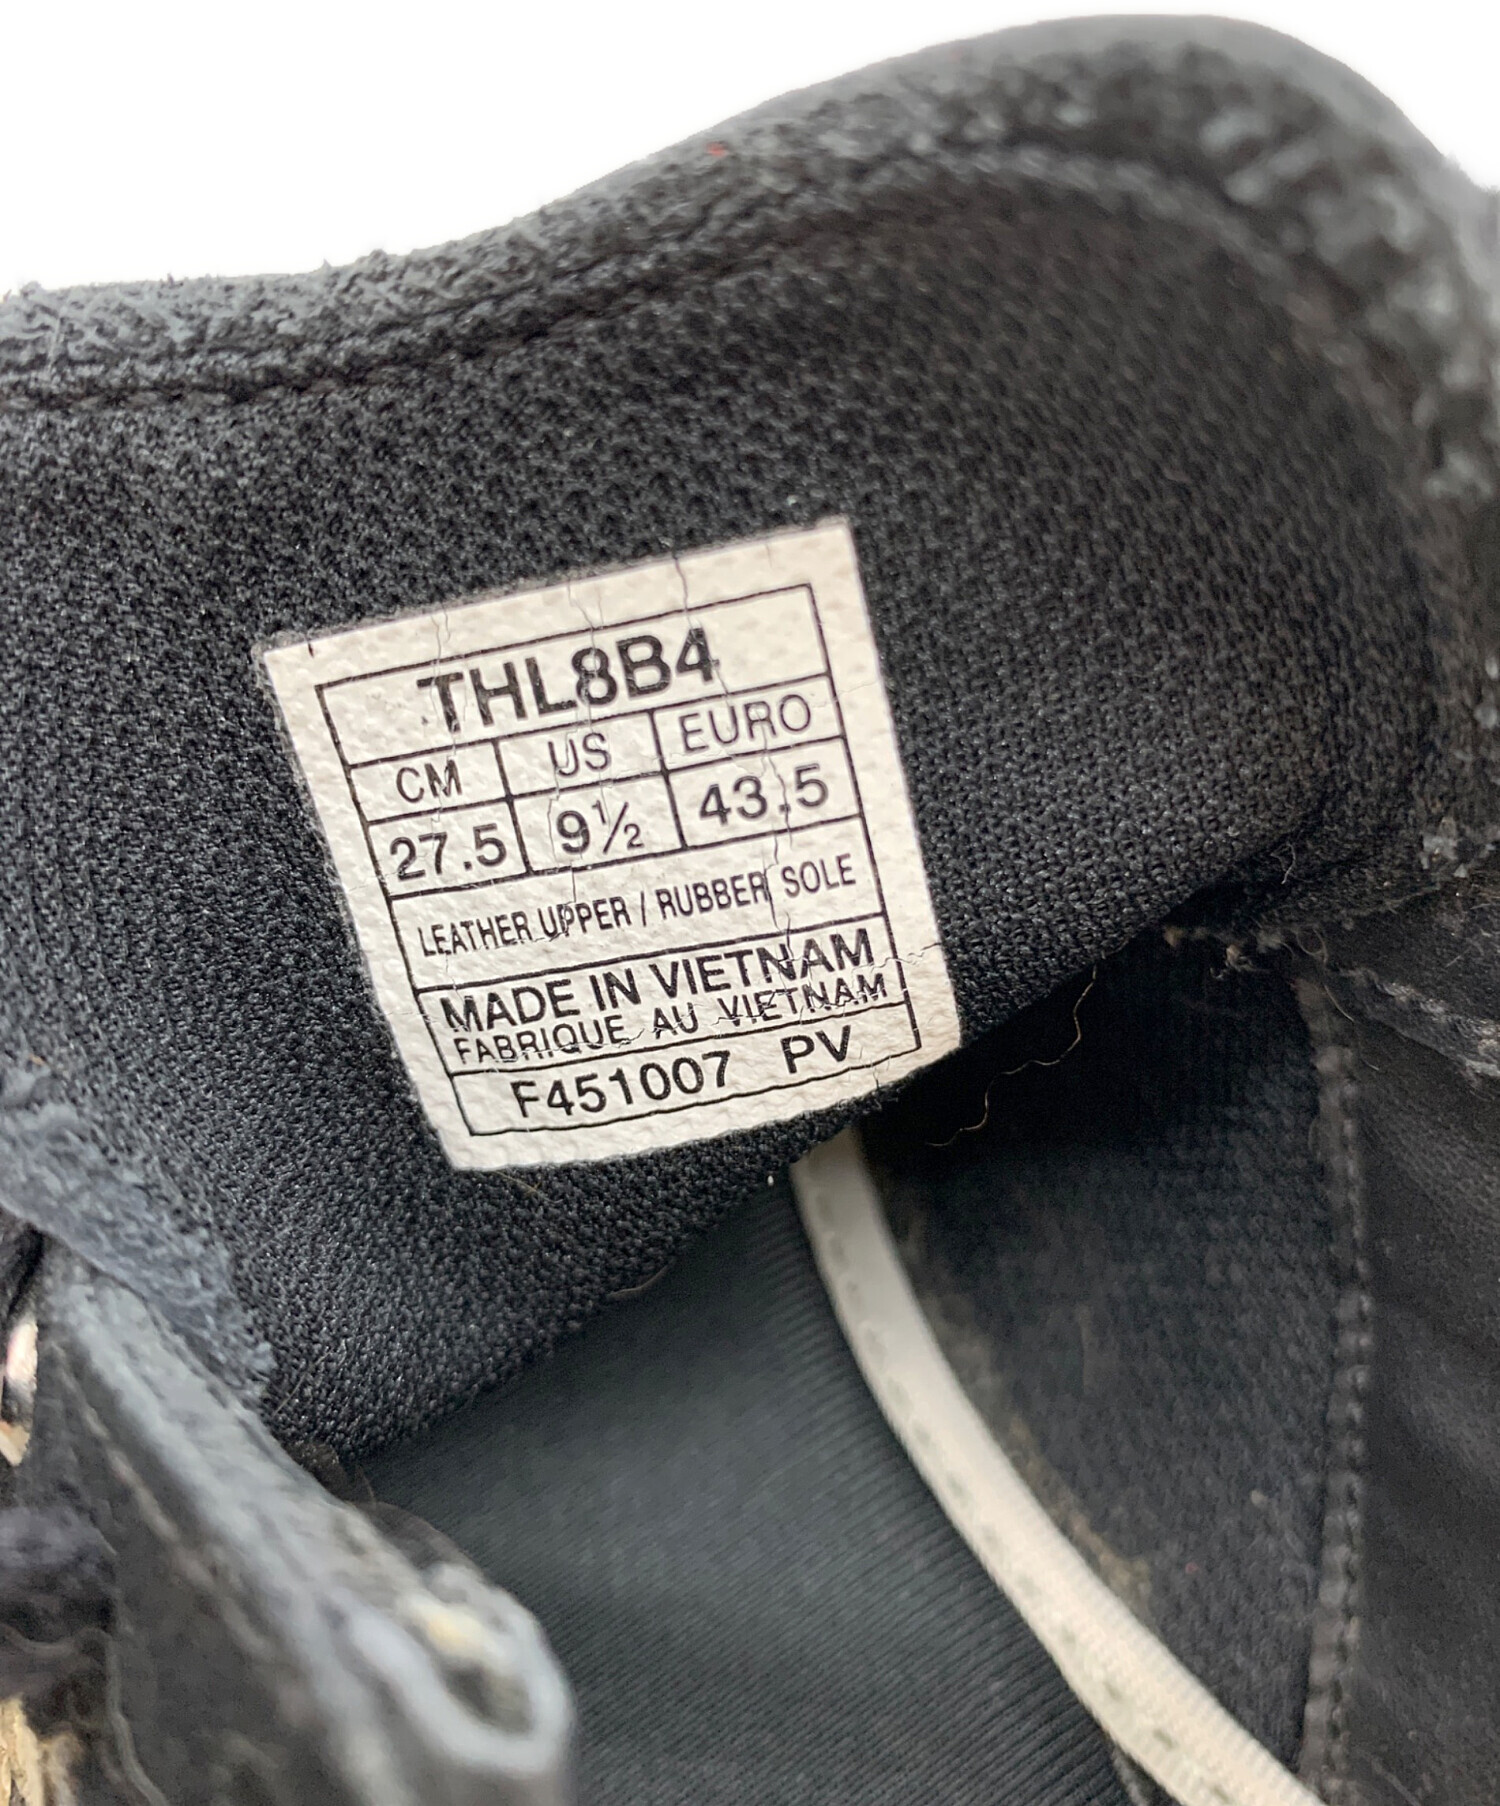 THL8B4
CM US EURO
27.5 9½ 43.5
LEATHER UPPER / RUBBER SOLE
MADE IN VIETNAM
FABRIQUE AU VIETNAM
F451007 PV